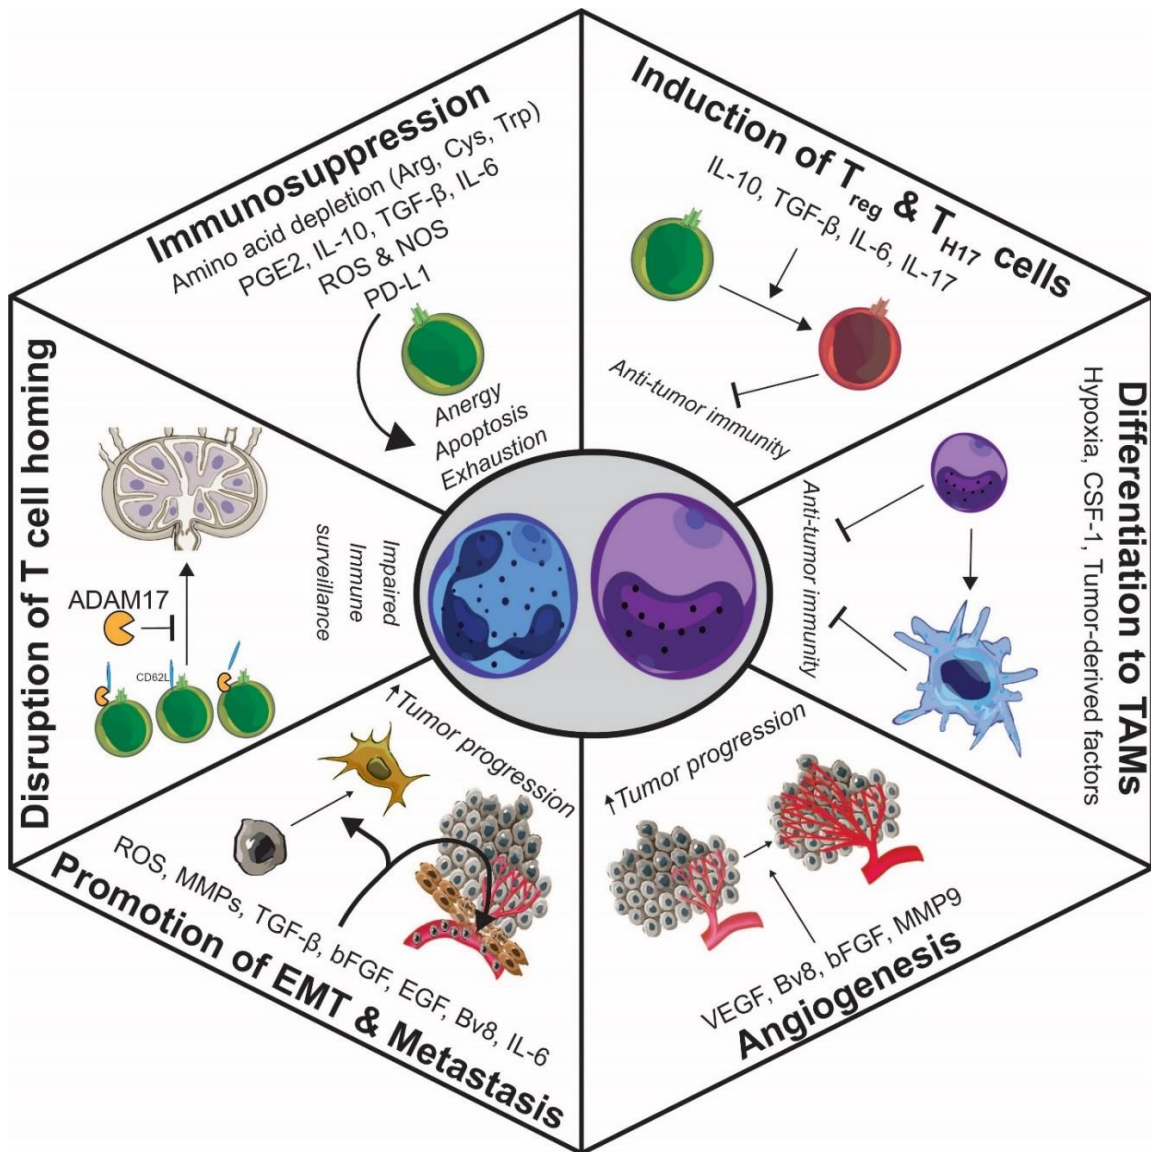 Immunosuppression
Amino acid depletion (Arg, Cys, Trp)
PGE2, IL-10, TGF-β, IL-6
ROS & NOS
PD-L1
Anergy
Apoptosis
Exhaustion
Induction of Treg & TH17 cells
IL-10, TGF-β, IL-6, IL-17
Anti-tumor immunity
Differentiation to TAMs
Hypoxia, CSF-1, Tumor-derived factors
Anti-tumor immunity
Angiogenesis
VEGF, Bv8, bFGF, MMP9
↑Tumor progression
Promotion of EMT & Metastasis
ROS, MMPs, TGF-β, bFGF, EGF, Bv8, IL-6
↑Tumor progression
Disruption of T cell homing
ADAM17
CD62L
Impaired
Immune
surveillance